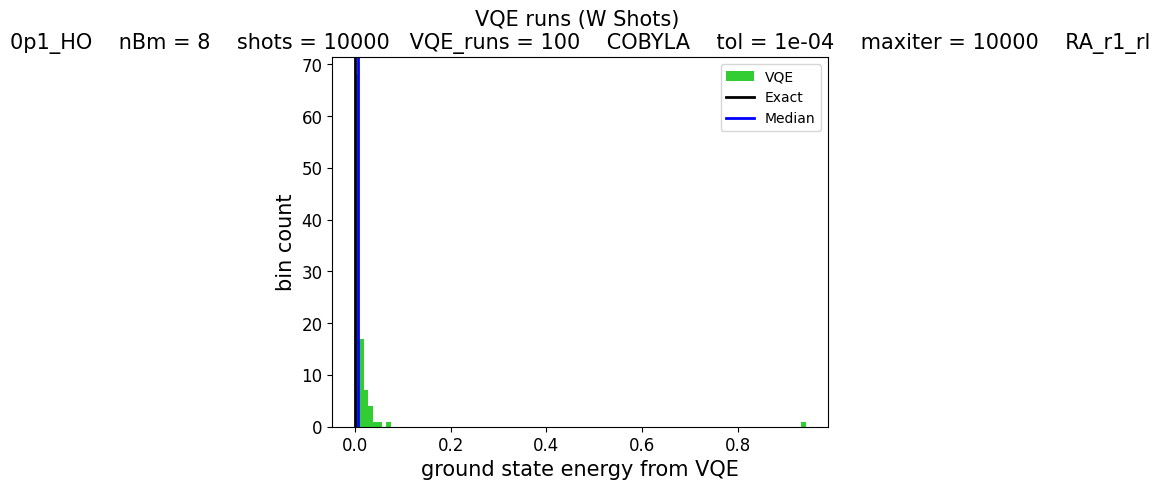 VQE runs (W Shots)
0p1_HO    nBm = 8    shots = 10000   VQE_runs = 100    COBYLA    tol = 1e-04    maxiter = 10000    RA_r1_rl
70
60
50
40
30
20
10
0
bin count
VQE
Exact
Median
0.0 0.2 0.4 0.6 0.8
ground state energy from VQE